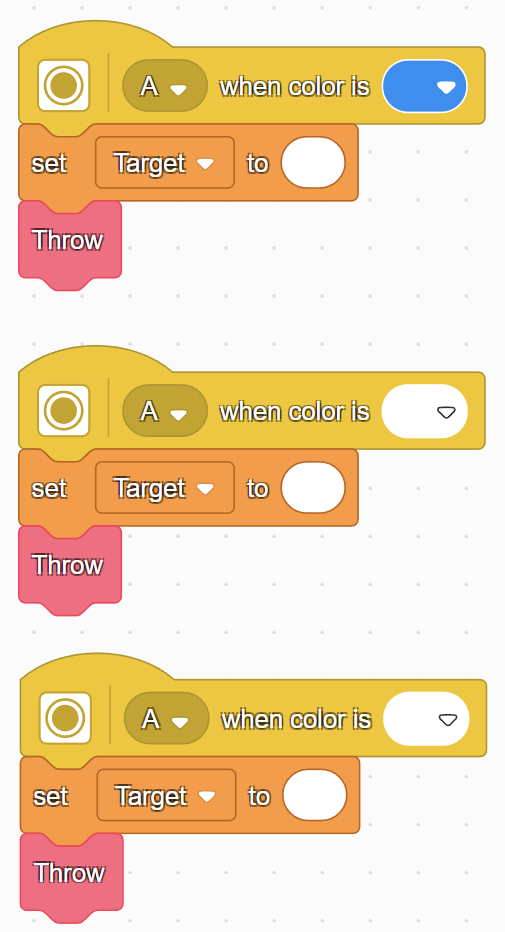 A when color is
set Target to
Throw
A when color is
set Target to
Throw
A when color is
set Target to
Throw